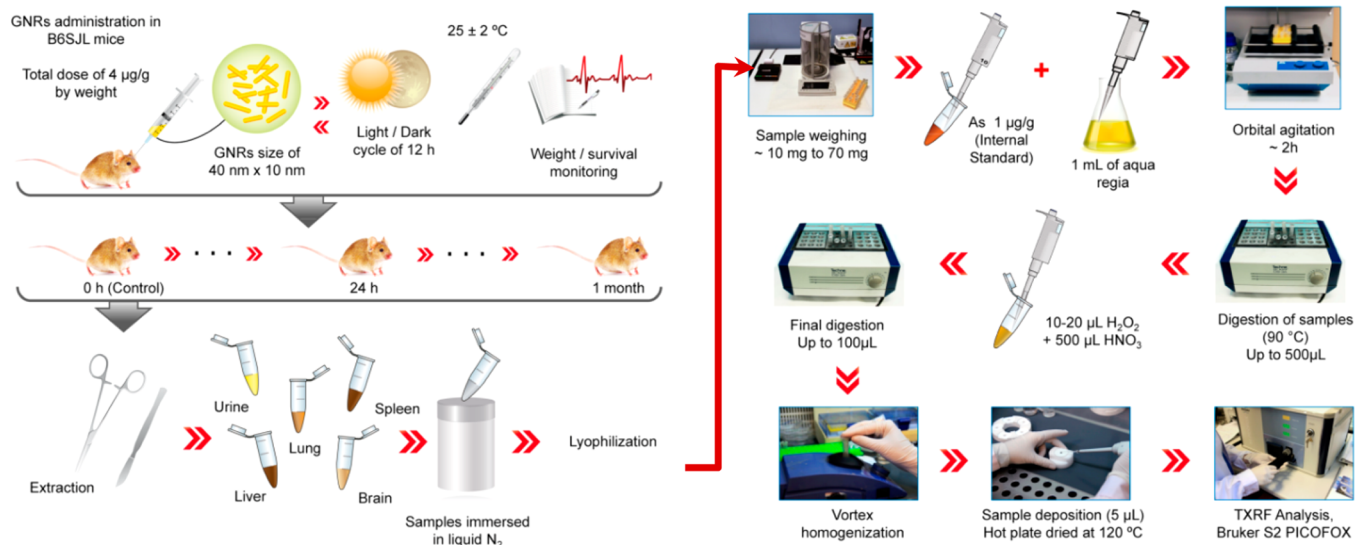 GNRs administration in
B6SJL mice
Total dose of 4 µg/g
by weight
GNRs size of
40 nm x 10 nm
Light / Dark
cycle of 12 h
25 ± 2 ºC
Weight / survival
monitoring
0 h (Control)
24 h
1 month
Extraction
Urine
Lung
Spleen
Liver
Brain
Samples immersed
in liquid N₂
Lyophilization
Sample weighing
~ 10 mg to 70 mg
As 1 µg/g
(Internal
Standard)
+
1 mL of aqua
regia
Orbital agitation
~ 2h
Digestion of samples
(90 °C)
Up to 500µL
10-20 µL H₂O₂
+ 500 µL HNO₃
Final digestion
Up to 100µL
Vortex
homogenization
Sample deposition (5 µL)
Hot plate dried at 120 ºC
TXRF Analysis,
Bruker S2 PICOFOX